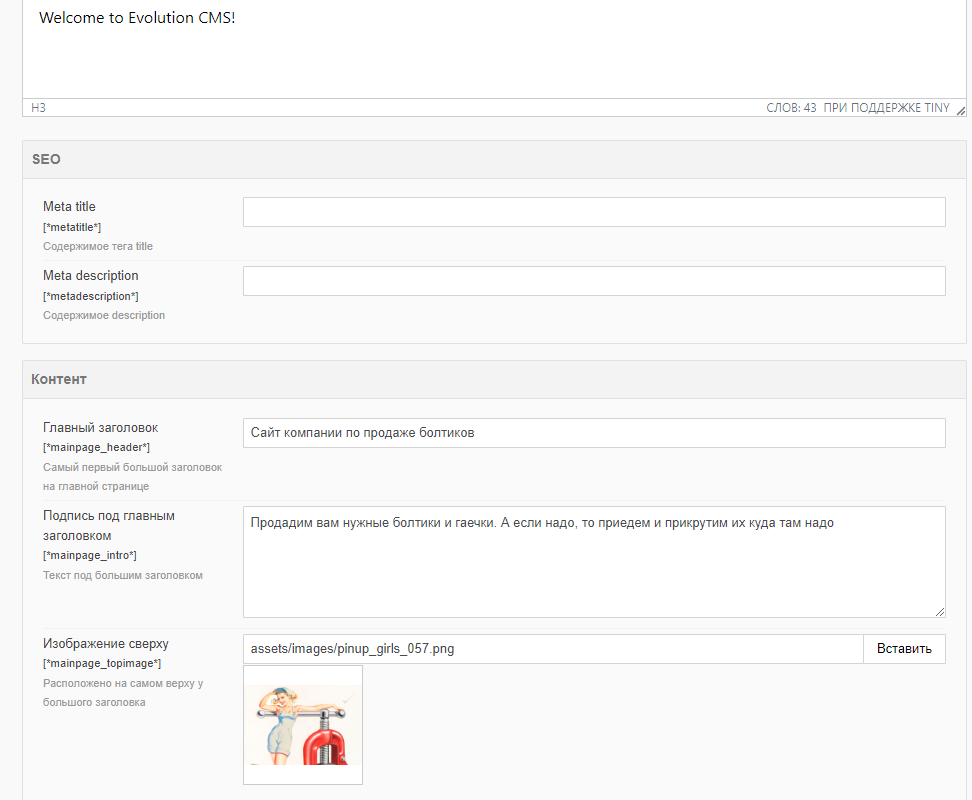 Welcome to Evolution CMS!
H3
СЛОВ: 43 ПРИ ПОДДЕРЖКЕ TINY
SEO
Meta title
[*metatitle*]
Содержимое тега title
Meta description
[*metadescription*]
Содержимое description
Контент
Главный заголовок
[*mainpage_header*]
Самый первый большой заголовок
на главной странице
Сайт компании по продаже болтиков
Подпись под главным
заголовком
[*mainpage_intro*]
Текст под большим заголовком
Продадим вам нужные болтики и гаечки. А если надо, то приедем и прикрутим их куда там надо
Изображение сверху
[*mainpage_topimage*]
Расположено на самом верху у
большого заголовка
assets/images/pinup_girls_057.png
Вставить